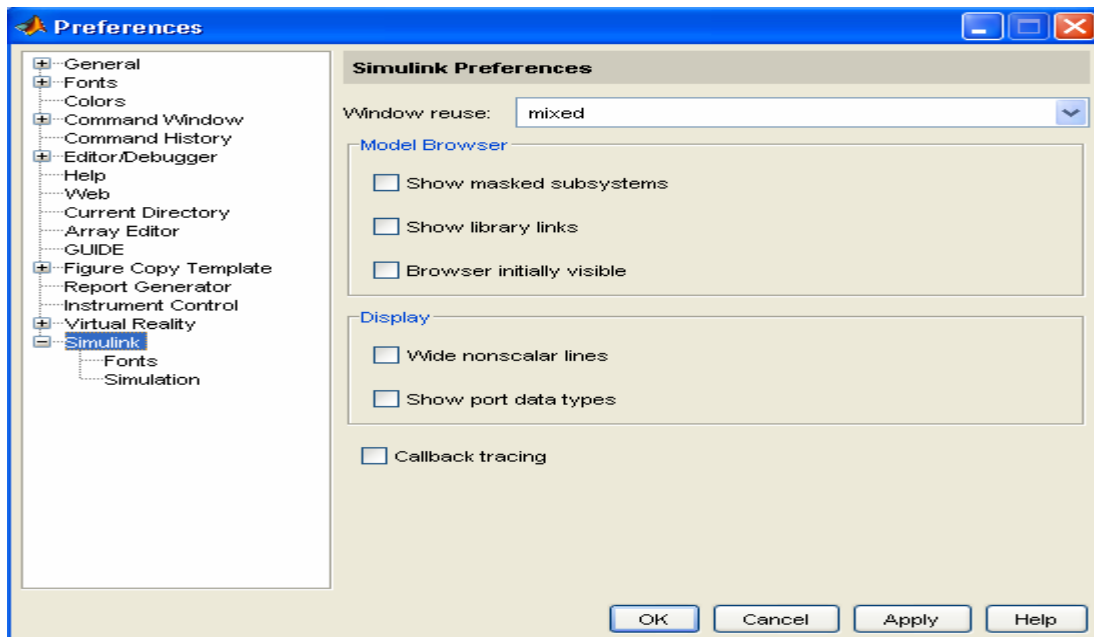 Preferences
General
Fonts
Colors
Command Window
Command History
Editor/Debugger
Help
Web
Current Directory
Array Editor
GUIDE
Figure Copy Template
Report Generator
Instrument Control
Virtual Reality
Simulink
Fonts
Simulation
Simulink Preferences
Window reuse: mixed
Model Browser
Show masked subsystems
Show library links
Browser initially visible
Display
Wide nonscalar lines
Show port data types
Callback tracing
OK Cancel Apply Help